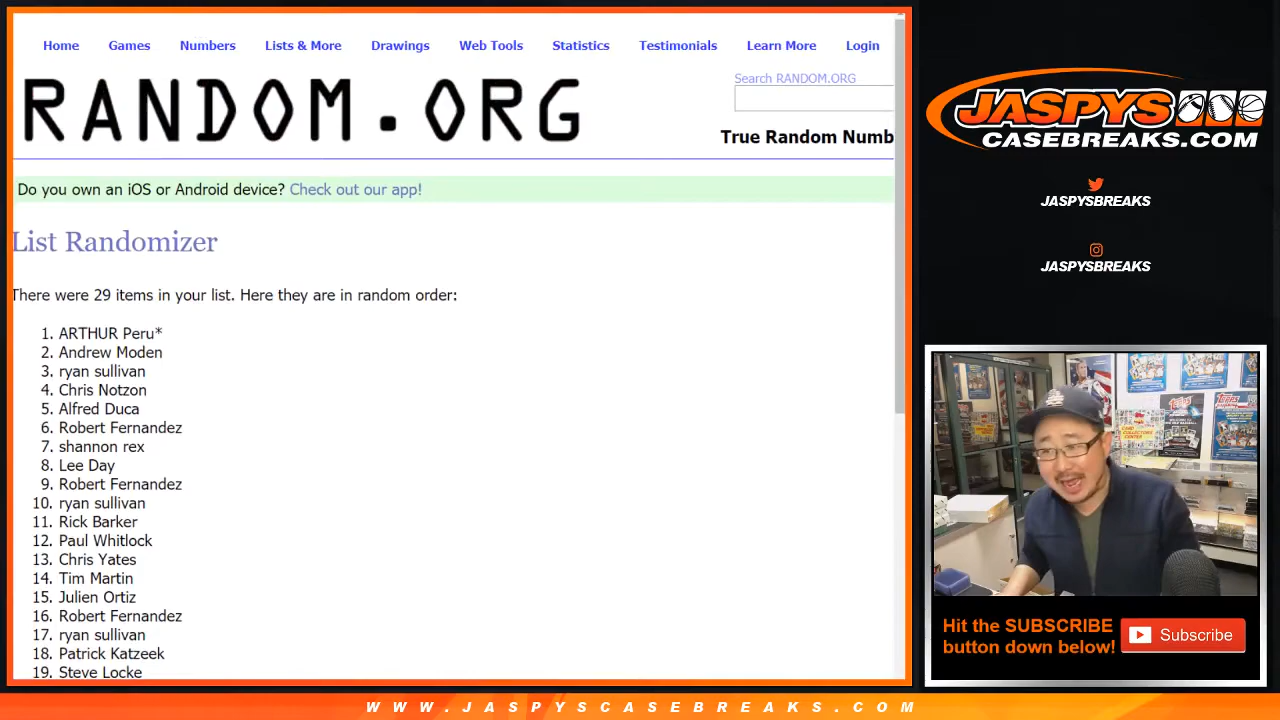 Home Games Numbers Lists & More Drawings Web Tools Statistics Testimonials Learn More Login
RANDOM.ORG
Search RANDOM.ORG
True Random Numb
Do you own an iOS or Android device? Check out our app!
List Randomizer
There were 29 items in your list. Here they are in random order:
1. ARTHUR Peru*
2. Andrew Moden
3. ryan sullivan
4. Chris Notzon
5. Alfred Duca
6. Robert Fernandez
7. shannon rex
8. Lee Day
9. Robert Fernandez
10. ryan sullivan
11. Rick Barker
12. Paul Whitlock
13. Chris Yates
14. Tim Martin
15. Julien Ortiz
16. Robert Fernandez
17. ryan sullivan
18. Patrick Katzeek
19. Steve Locke
JASPYS
CASEBREAKS.COM
JASPYSBREAKS
JASPYSBREAKS
Hit the SUBSCRIBE
button down below!
Subscribe
WWW.JASPYSCASEBREAKS.COM